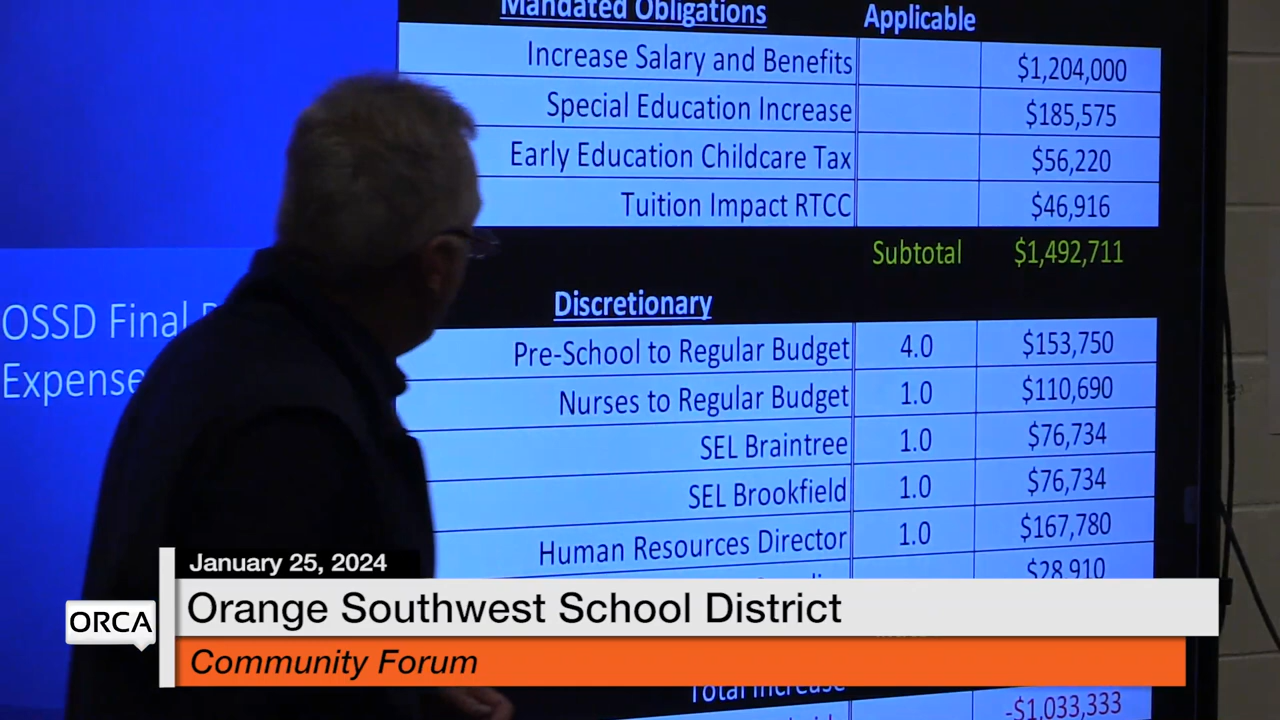 Mandated Obligations Applicable
Increase Salary and Benefits $1,204,000
Special Education Increase $185,575
Early Education Childcare Tax $56,220
Tuition Impact RTCC $46,916
Subtotal $1,492,711
OSSD Final
Expense
Discretionary
Pre-School to Regular Budget 4.0 $153,750
Nurses to Regular Budget 1.0 $110,690
SEL Braintree 1.0 $76,734
SEL Brookfield 1.0 $76,734
Human Resources Director 1.0 $167,780
$28,910
January 25, 2024
ORCA
Orange Southwest School District
Community Forum
Total Increase
-$1,033,333